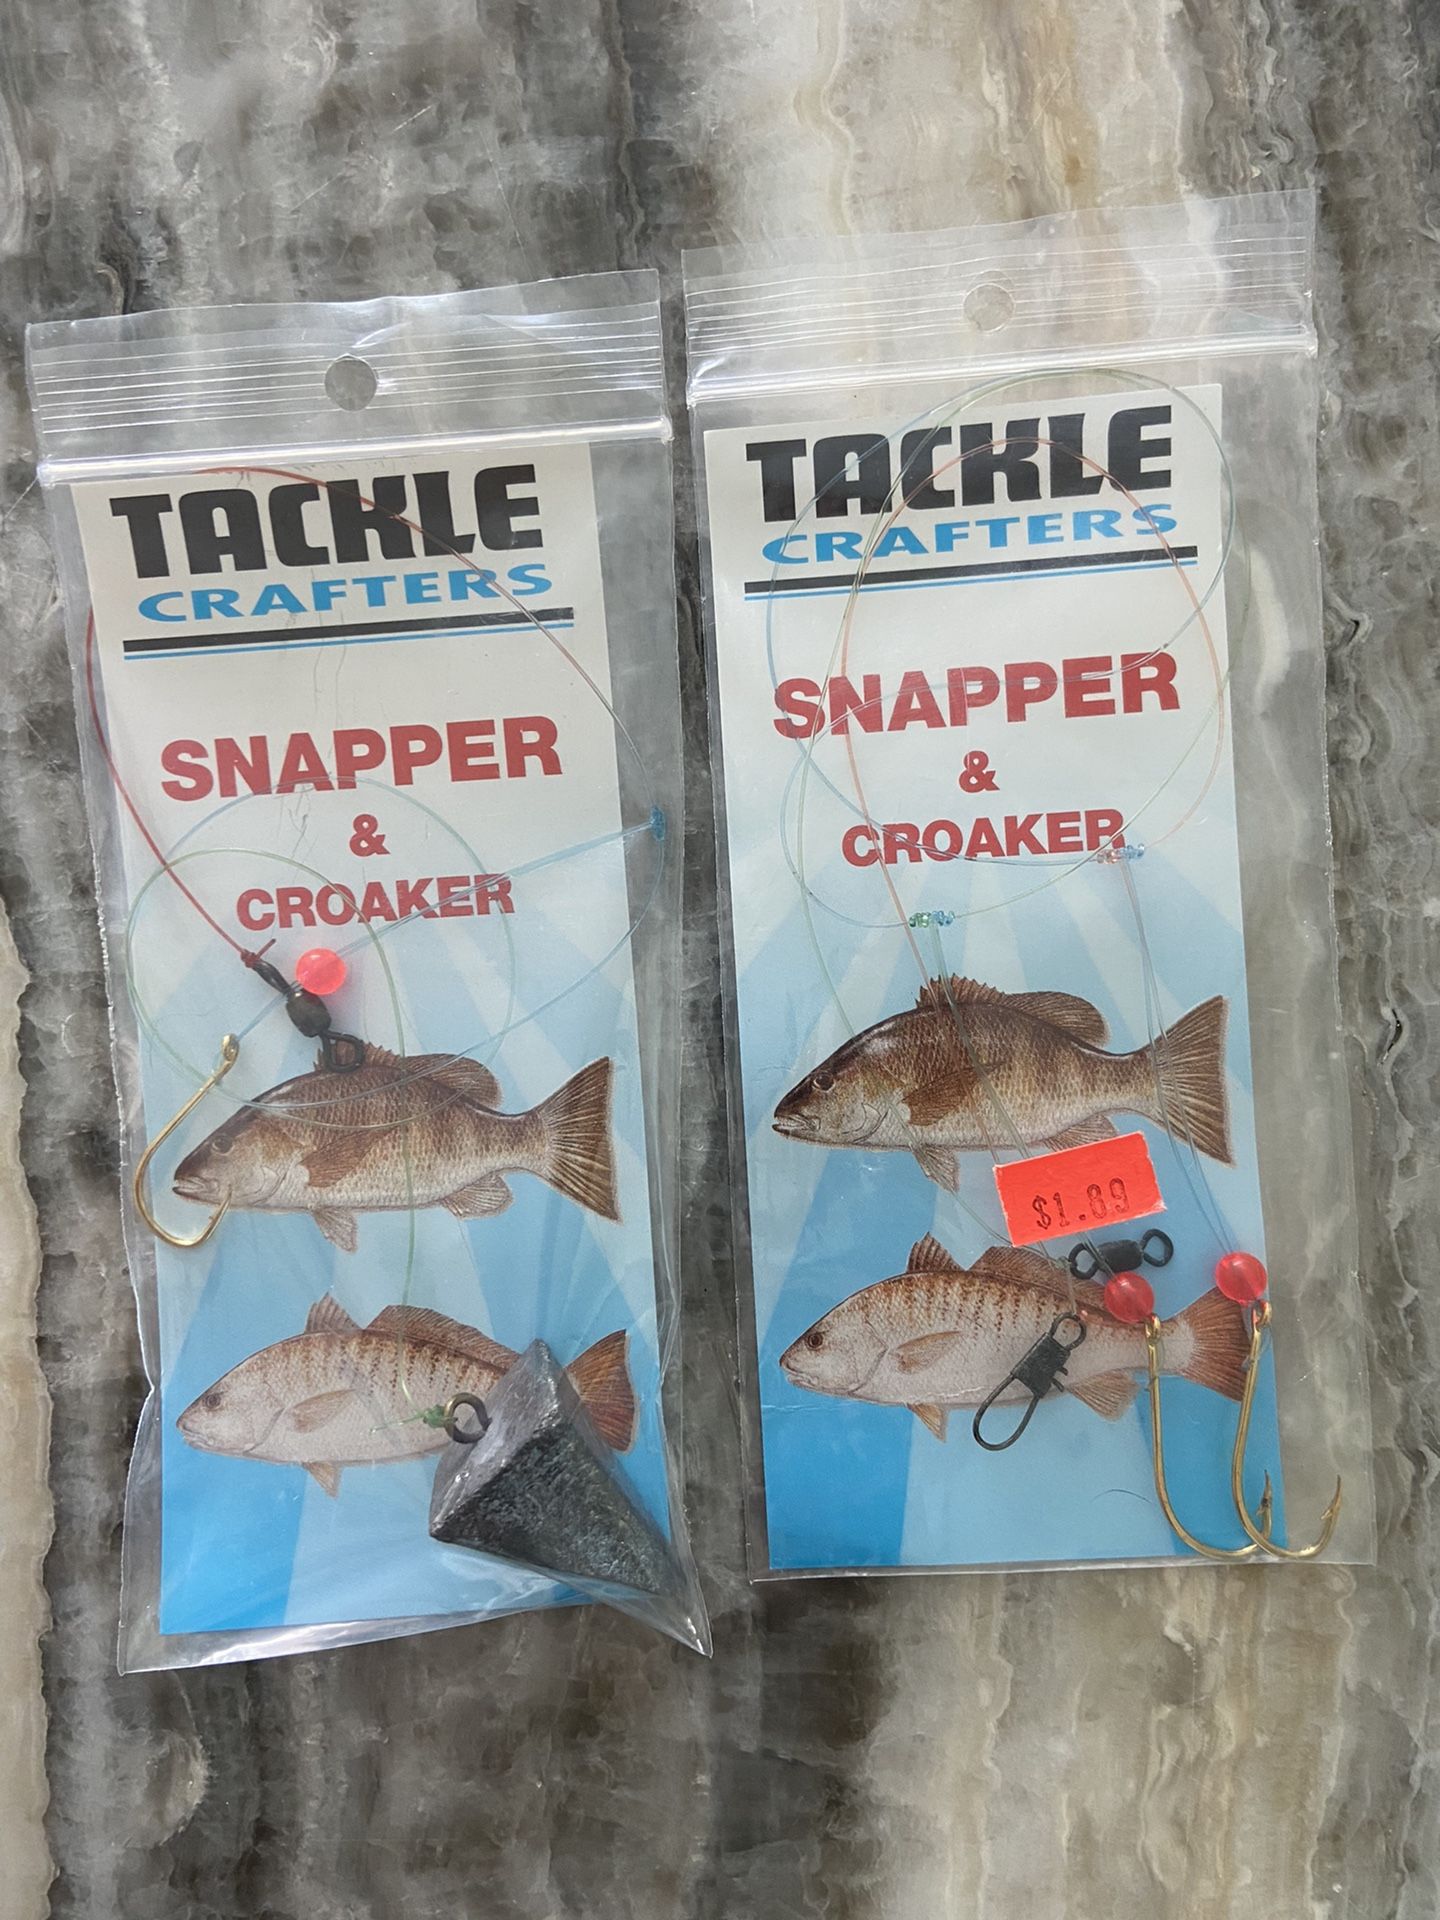 TACKLE
CRAFTERS
SNAPPER
&
CROAKER
TACKLE
CRAFTERS
SNAPPER
&
CROAKER
$1.89